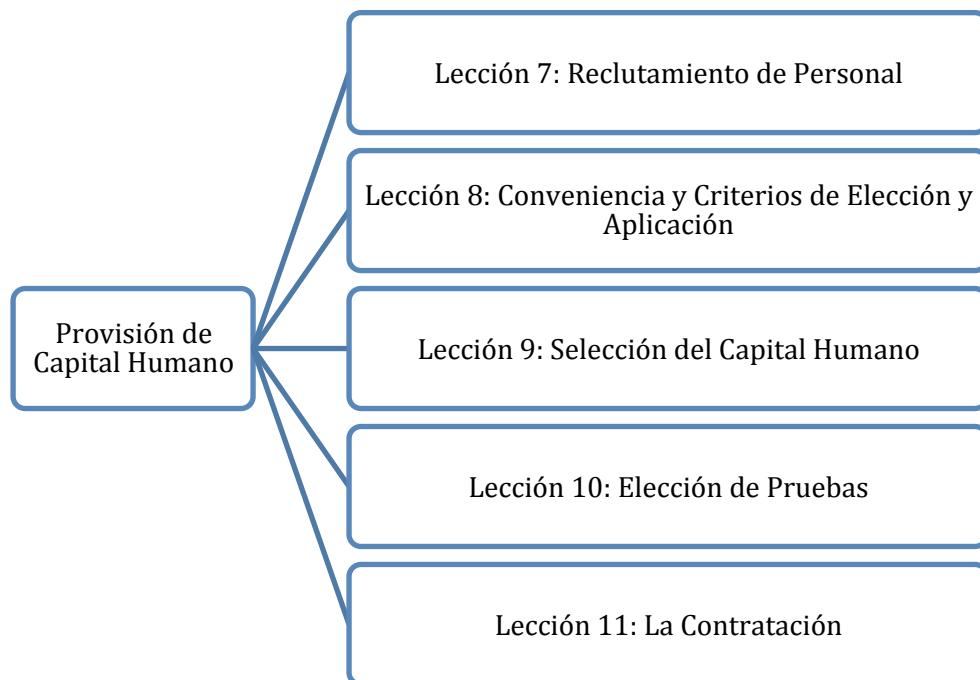 Lección 7: Reclutamiento de Personal
Lección 8: Conveniencia y Criterios de Elección y
Aplicación
Provisión de
Capital Humano
Lección 9: Selección del Capital Humano
Lección 10: Elección de Pruebas
Lección 11: La Contratación